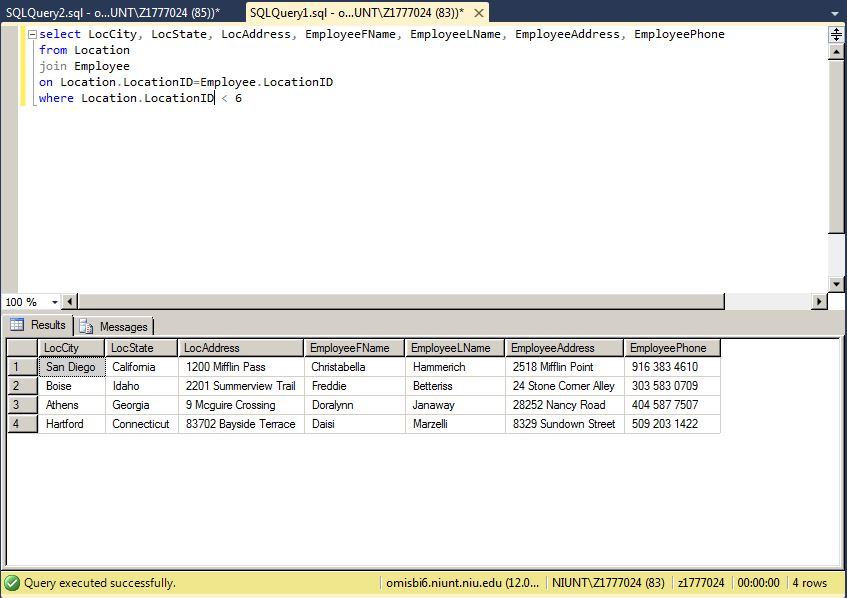 SQLQuery2.sql - o...UNT\Z1777024 (85))* SQLQuery1.sql - o...UNT\Z1777024 (83))*
select LocCity, LocState, LocAddress, EmployeeFName, EmployeeLName, EmployeeAddress, EmployeePhone
from Location
join Employee
on Location.LocationID=Employee.LocationID
where Location.LocationID < 6
100 %
Results Messages
LocCity LocState LocAddress EmployeeFName EmployeeLName EmployeeAddress EmployeePhone
1 San Diego California 1200 Mifflin Pass Christabella Hammerich 2518 Mifflin Point 916 383 4610
2 Boise Idaho 2201 Summerview Trail Freddie Betteriss 24 Stone Corner Alley 303 583 0709
3 Athens Georgia 9 Mcguire Crossing Doralynn Janaway 28252 Nancy Road 404 587 7507
4 Hartford Connecticut 83702 Bayside Terrace Daisi Marzelli 8329 Sundown Street 509 203 1422
Query executed successfully. omisbi6.niunt.niu.edu (12.0... NIUNT\Z1777024 (83) z1777024 00:00:00 4 rows